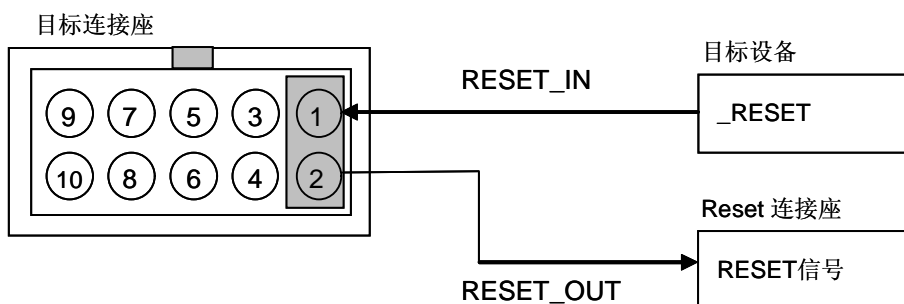 目标连接座
目标设备
RESET_IN
_RESET
9 7 5 3 1
10 8 6 4 2
Reset 连接座
RESET信号
RESET_OUT